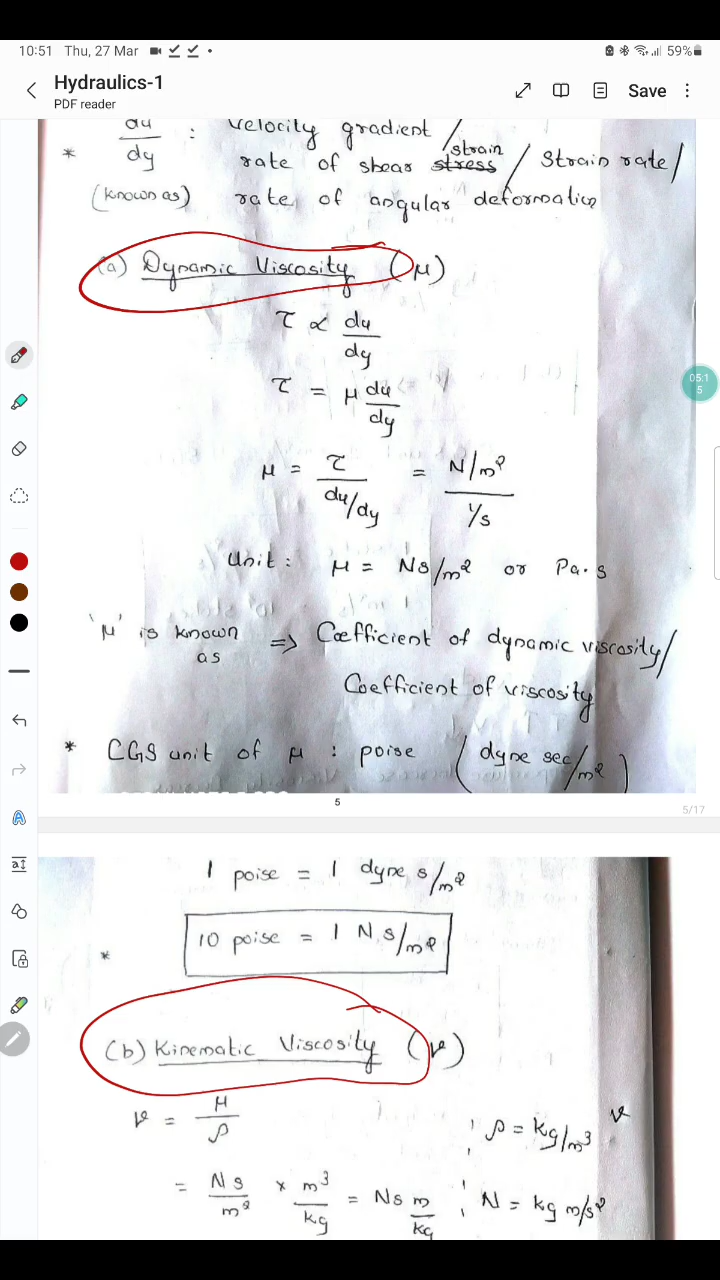 10:51 Thu, 27 Mar
59%
Hydraulics-1
PDF reader
Save
du/dy : velocity gradient /
* rate of shear strain stress / strain rate /
(known as) rate of angular deformation
(a) Dynamic Viscosity (μ)
τ ∝ du/dy
τ = μ du/dy
μ = τ / (du/dy) = N/m² / (1/s)
05:15
Unit : μ = Ns/m² or Pa.s
'μ' is known as => Coefficient of dynamic viscosity /
Coefficient of viscosity
* CGS unit of μ : poise (dyne sec/m²)
5
5/17
1 poise = 1 dyne s/m²
* 10 poise = 1 N s/m²
(b) Kinematic Viscosity (ν)
ν = μ/ρ ; ρ = kg/m³ ν
= Ns/m² × m³/kg = Ns m/kg ; N = kg m/s²